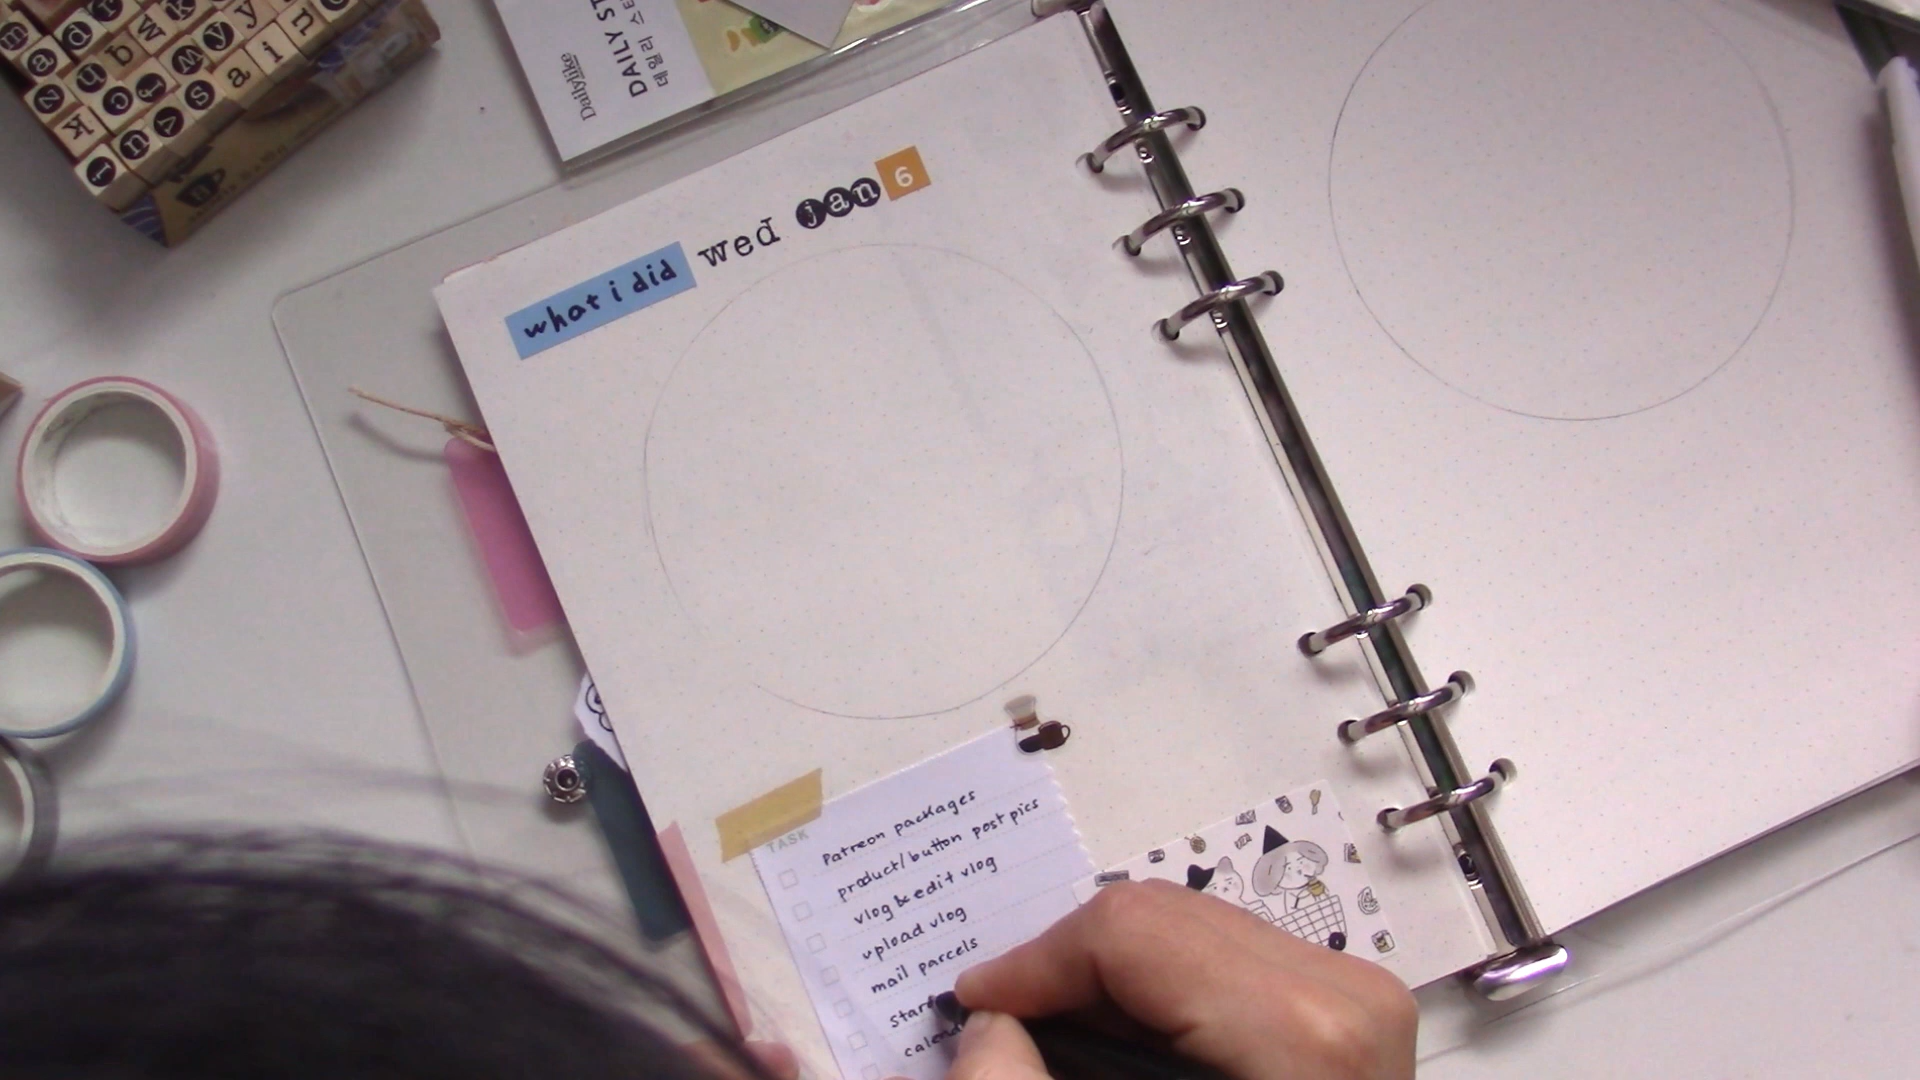 m a d r
a u b w k
z c f w y y
k n v s a i u
i
Dailylike
DAILY ST
데일리 스
what i did wed jan 6
TASK
Patreon packages
product/button post pics
vlog & edit vlog
upload vlog
mail parcels